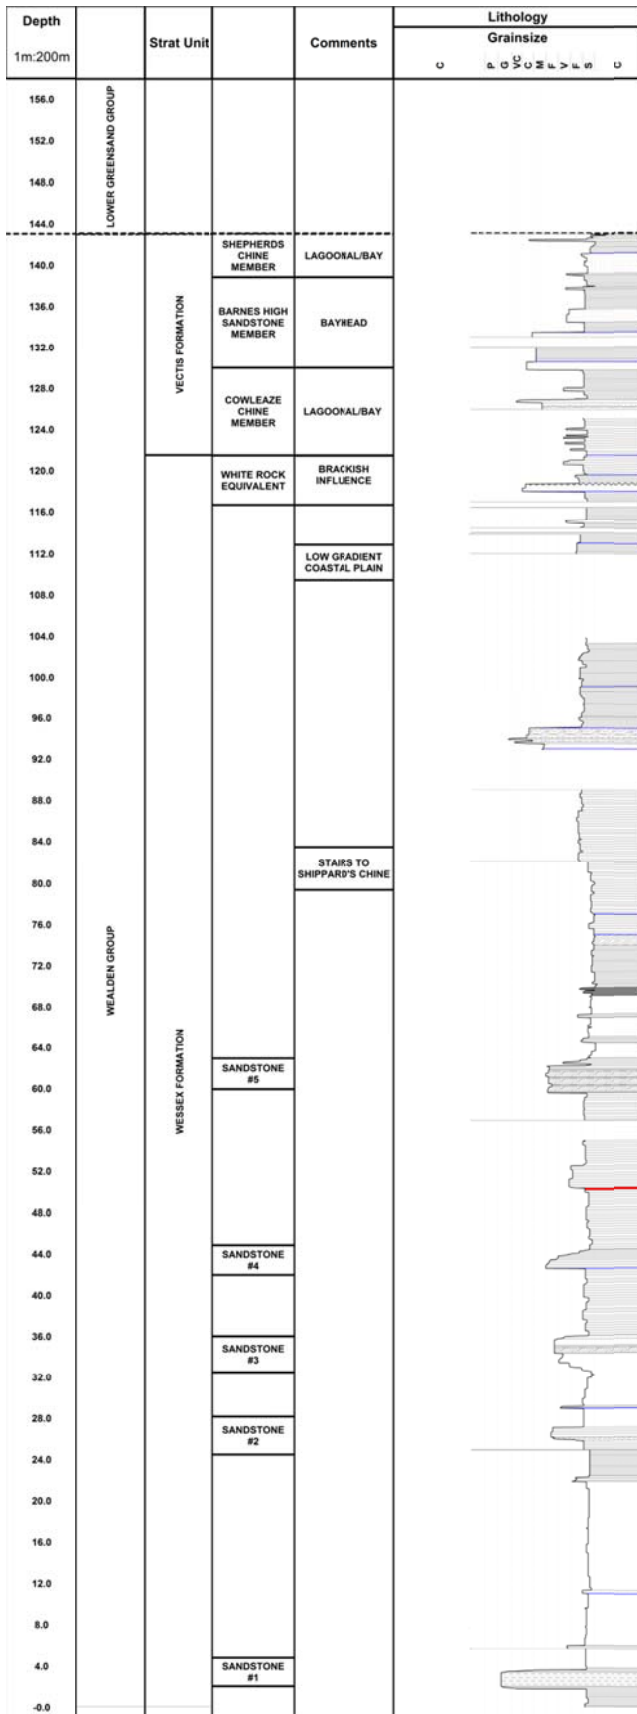 Depth
1m:200m
Strat Unit
Comments
Lithology
Grainsize
C P G VC C M F V F S C
156.0
152.0
148.0
144.0
140.0
136.0
132.0
128.0
124.0
120.0
116.0
112.0
108.0
104.0
100.0
96.0
92.0
88.0
84.0
80.0
76.0
72.0
68.0
64.0
60.0
56.0
52.0
48.0
44.0
40.0
36.0
32.0
28.0
24.0
20.0
16.0
12.0
8.0
4.0
-0.0
LOWER GREENSAND GROUP
WEALDEN GROUP
VECTIS FORMATION
WESSEX FORMATION
SHEPHERDS
CHINE
MEMBER
BARNES HIGH
SANDSTONE
MEMBER
COWLEAZE
CHINE
MEMBER
WHITE ROCK
EQUIVALENT
SANDSTONE
#5
SANDSTONE
#4
SANDSTONE
#3
SANDSTONE
#2
SANDSTONE
#1
LAGOONAL/BAY
BAYHEAD
LAGOONAL/BAY
BRACKISH
INFLUENCE
LOW GRADIENT
COASTAL PLAIN
STAIRS TO
SHIPPARD'S CHINE